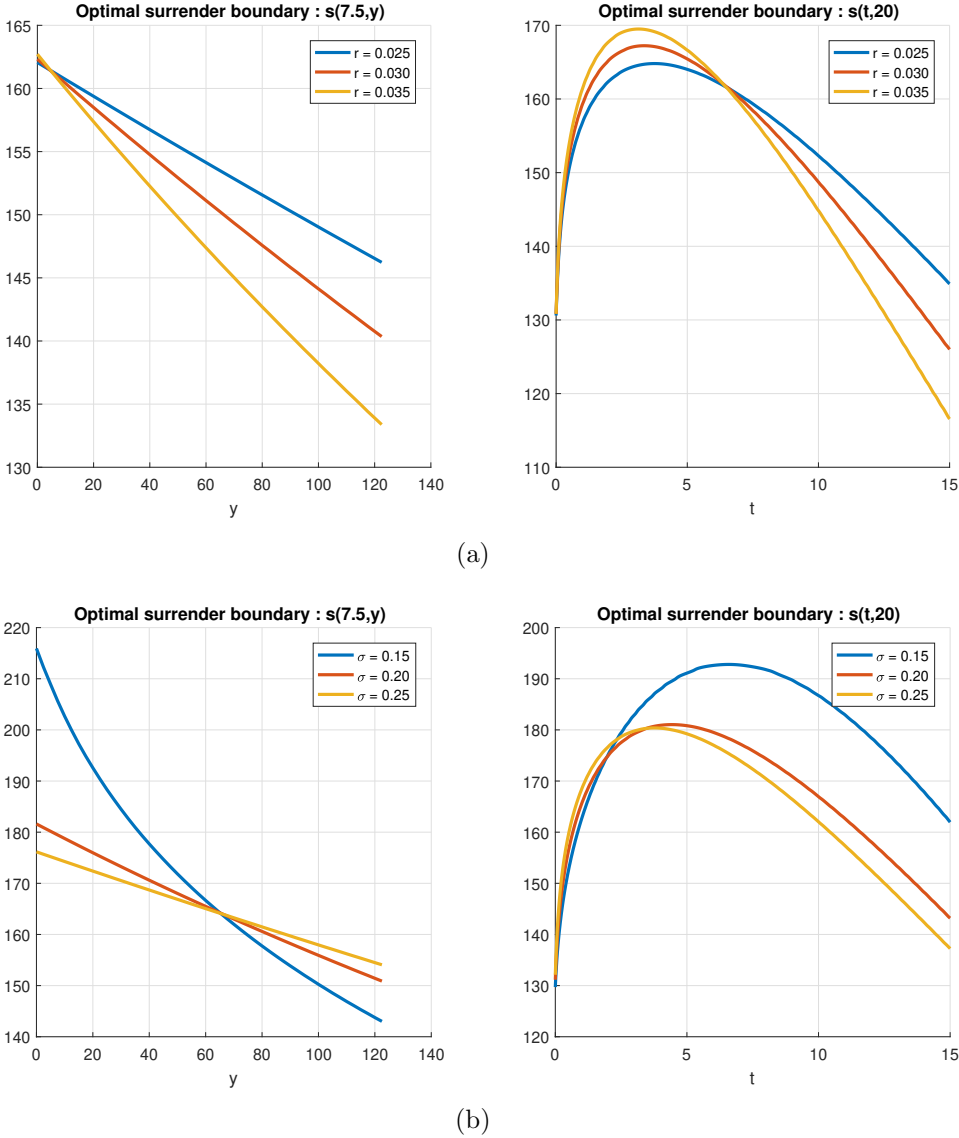 Optimal surrender boundary : s(7.5,y)
165
160
155
150
145
140
135
130
0 20 40 60 80 100 120 140
y
r = 0.025
r = 0.030
r = 0.035
Optimal surrender boundary : s(t,20)
170
160
150
140
130
120
110
0 5 10 15
t
r = 0.025
r = 0.030
r = 0.035
(a)
Optimal surrender boundary : s(7.5,y)
220
210
200
190
180
170
160
150
140
0 20 40 60 80 100 120 140
y
σ = 0.15
σ = 0.20
σ = 0.25
Optimal surrender boundary : s(t,20)
200
190
180
170
160
150
140
130
120
0 5 10 15
t
σ = 0.15
σ = 0.20
σ = 0.25
(b)